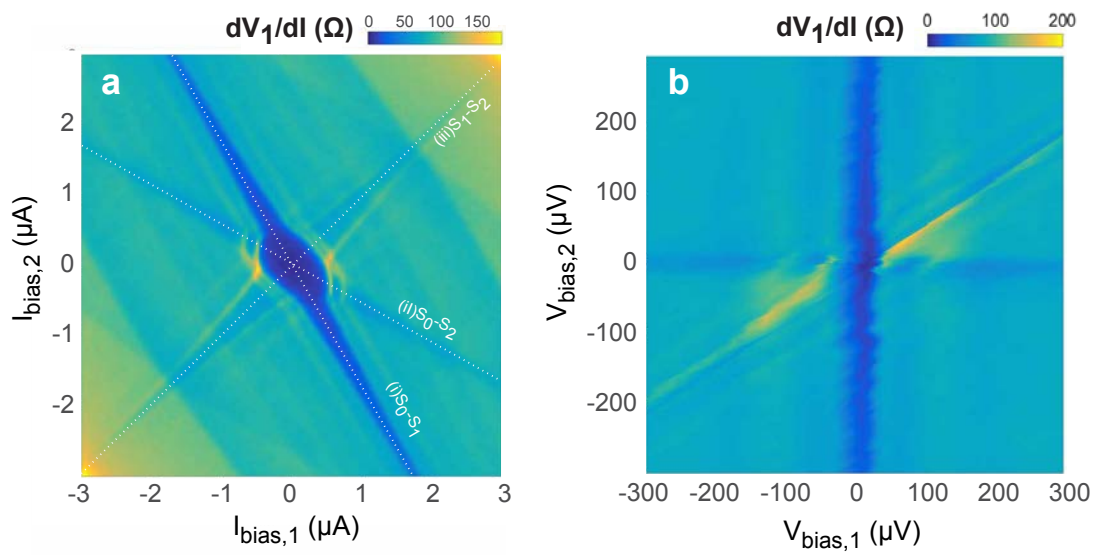 dV1/dI (Ω) 0 50 100 150
a
(iii)S1-S2
(ii)S0-S2
(i)S0-S1
2
1
0
-1
-2
Ibias,2 (µA)
-3 -2 -1 0 1 2 3
Ibias,1 (µA)
dV1/dI (Ω) 0 100 200
b
200
100
0
-100
-200
Vbias,2 (µV)
-300 -200 -100 0 100 200 300
Vbias,1 (µV)